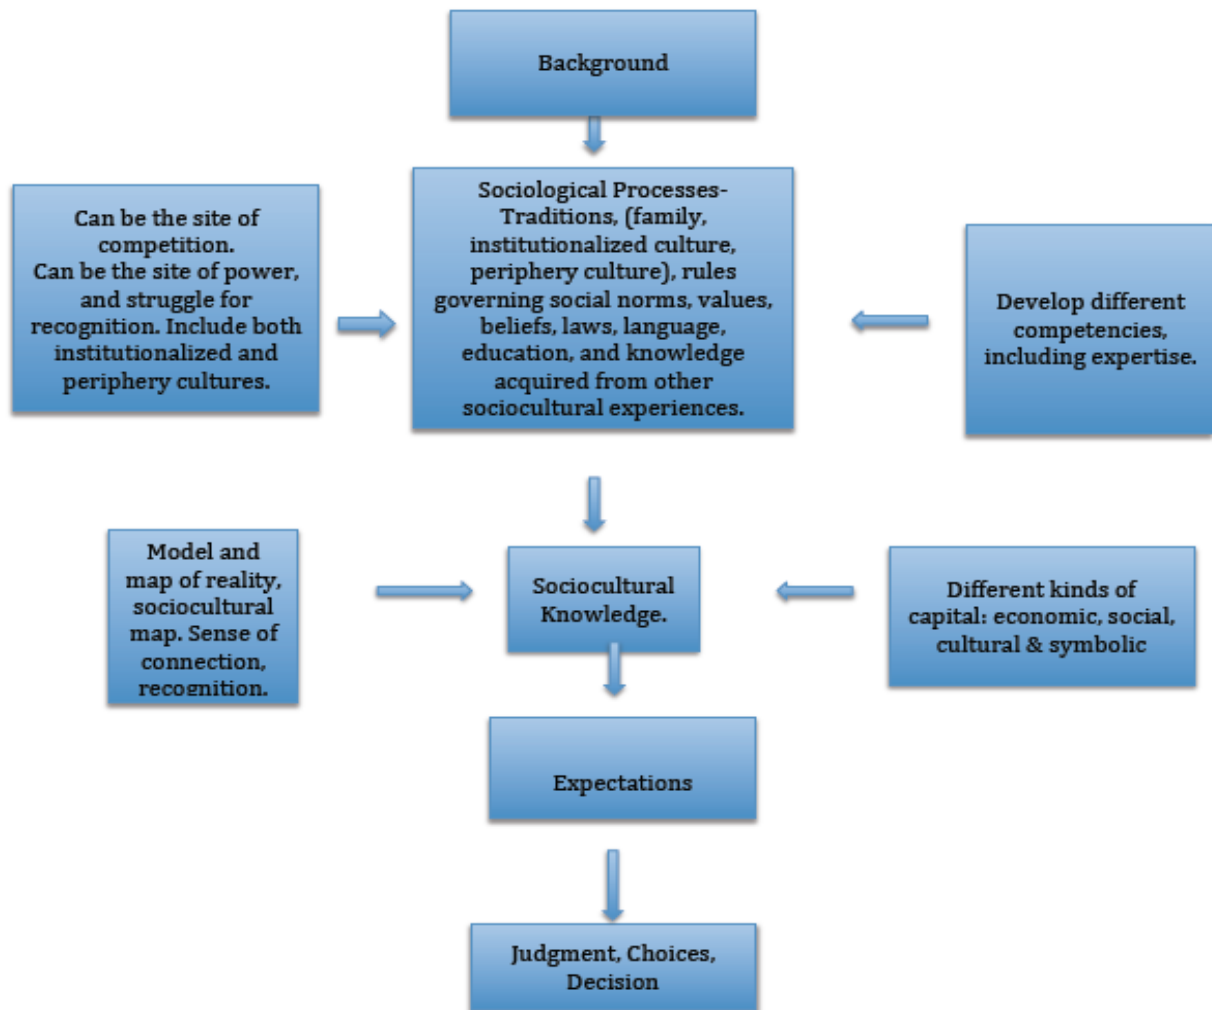 Background
Sociological Processes-
Traditions, (family,
institutionalized culture,
periphery culture), rules
governing social norms, values,
beliefs, laws, language,
education, and knowledge
acquired from other
sociocultural experiences.
Can be the site of
competition.
Can be the site of power,
and struggle for
recognition. Include both
institutionalized and
periphery cultures.
Develop different
competencies,
including expertise.
Model and
map of reality,
sociocultural
map. Sense of
connection,
recognition.
Sociocultural
Knowledge.
Different kinds of
capital: economic, social,
cultural & symbolic
Expectations
Judgment, Choices,
Decision